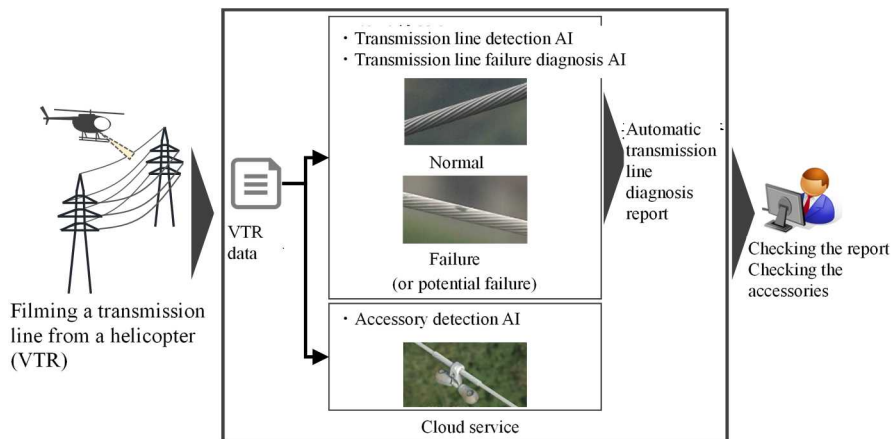 ・Transmission line detection AI
・Transmission line failure diagnosis AI
Normal
Failure
(or potential failure)
・Accessory detection AI
Cloud service
VTR
data
Filming a transmission
line from a helicopter
(VTR)
Automatic
transmission
line
diagnosis
report
Checking the report
Checking the
accessories